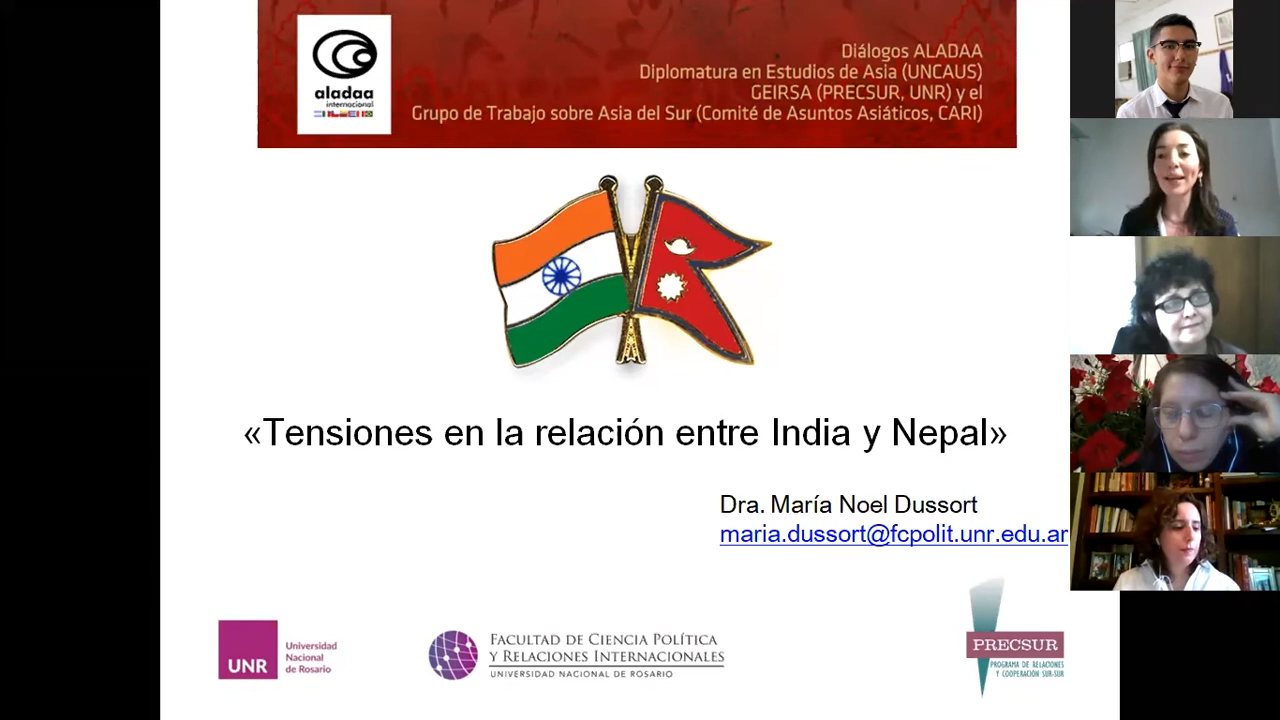 aladaa
internacional
Diálogos ALADAA
Diplomatura en Estudios de Asia (UNCAUS)
GEIRSA (PRECSUR, UNR) y el
Grupo de Trabajo sobre Asia del Sur (Comité de Asuntos Asiáticos, CARI)
«Tensiones en la relación entre India y Nepal»
Dra. María Noel Dussort
maria.dussort@fcpolit.unr.edu.ar
UNR
Universidad
Nacional
de Rosario
FACULTAD DE CIENCIA POLÍTICA
Y RELACIONES INTERNACIONALES
UNIVERSIDAD NACIONAL DE ROSARIO
PRECSUR
PROGRAMA DE RELACIONES
Y COOPERACIÓN SUR-SUR